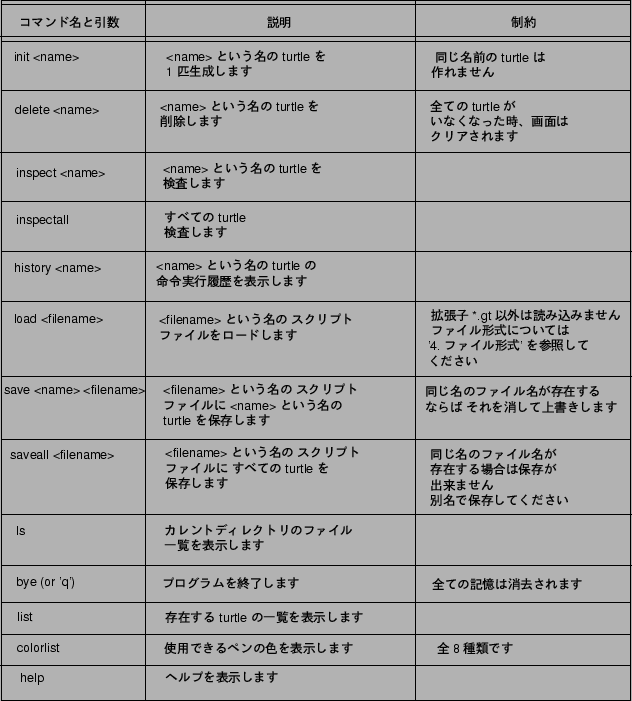 コマンド名と引数 説明 制約
init <name>
<name> という名の turtle を
1 匹生成します
同じ名前の turtle は
作れません
delete <name>
<name> という名の turtle を
削除します
全ての turtle が
いなくなった時、画面は
クリアされます
inspect <name>
<name> という名の turtle を
検査します
inspectall
すべての turtle
検査します
history <name>
<name> という名の turtle の
命令実行履歴を表示します
load <filename>
<filename> という名の スクリプト
ファイルをロードします
拡張子 *.gt 以外は読み込みません
ファイル形式については
'4. ファイル形式' を参照して
ください
save <name> <filename>
<filename> という名の スクリプト
ファイルに <name> という名の
turtle を保存します
同じ名のファイル名が存在する
ならば それを消して上書きします
saveall <filename>
<filename> という名の スクリプト
ファイルに すべての turtle を
保存します
同じ名のファイル名が
存在する場合は保存が
出来ません
別名で保存してください
ls
カレントディレクトリのファイル
一覧を表示します
bye (or 'q') プログラムを終了します 全ての記憶は消去されます
list 存在する turtle の一覧を表示します
colorlist 使用できるペンの色を表示します 全 8 種類です
help ヘルプを表示します